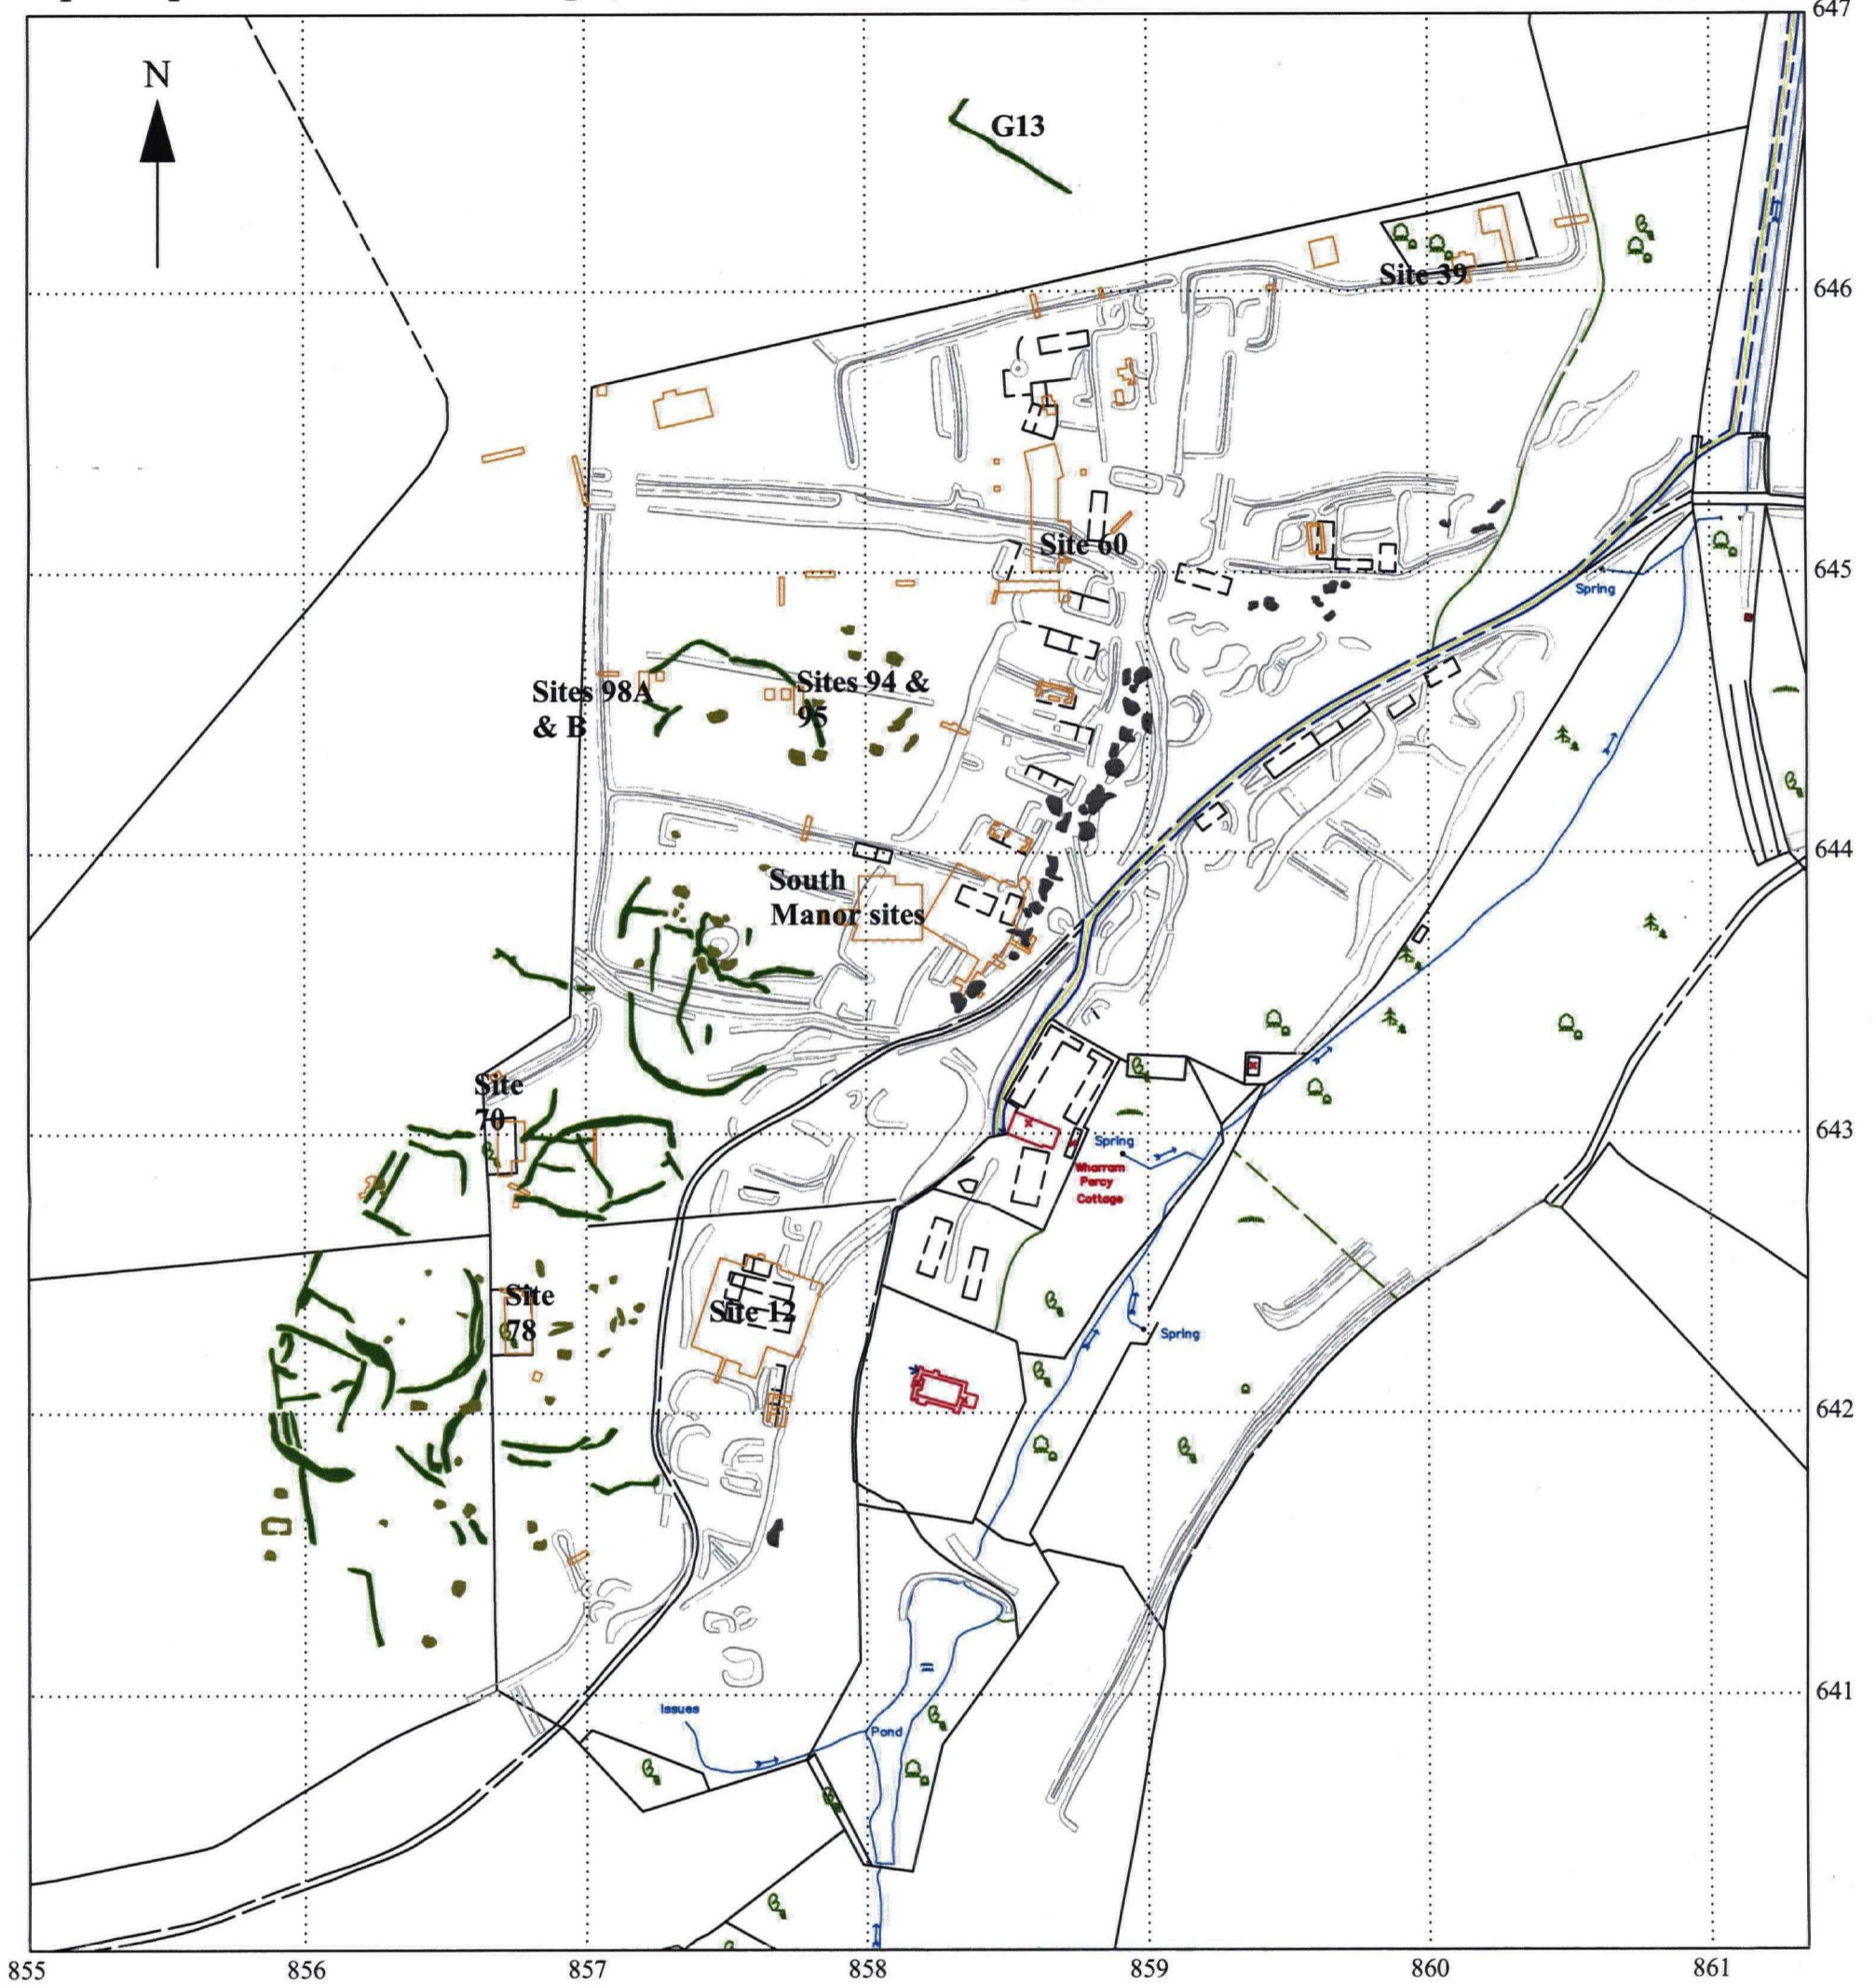 647
N
G13
Site 39
646
Site 60
645
Spring
Sites 98A
& B
Sites 94 &
95
644
South
Manor sites
Site
70
643
Spring
Wharram
Percy
Cottage
Site
78
Site 12
Spring
642
641
Issues
Pond
855
856
857
858
859
860
861